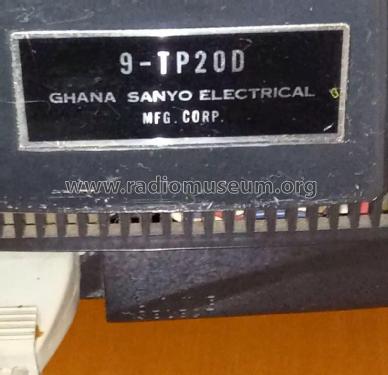 9-TP20D
GHANA SANYO ELECTRICAL
MFG. CORP.
www.radiomuseum.org